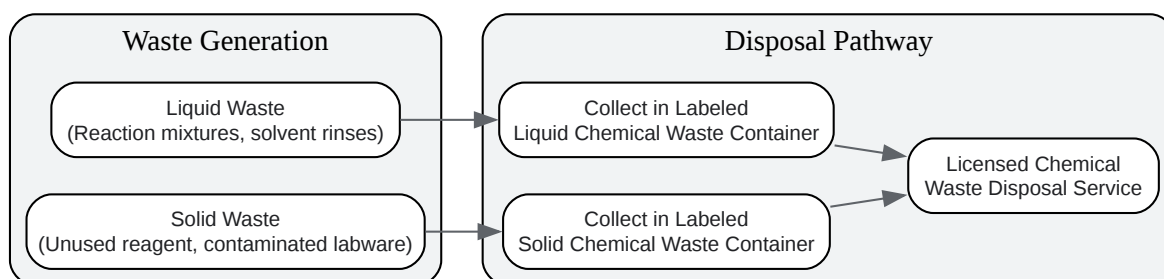 Waste Generation
Liquid Waste
(Reaction mixtures, solvent rinses)
Solid Waste
(Unused reagent, contaminated labware)
Disposal Pathway
Collect in Labeled
Liquid Chemical Waste Container
Collect in Labeled
Solid Chemical Waste Container
Licensed Chemical
Waste Disposal Service